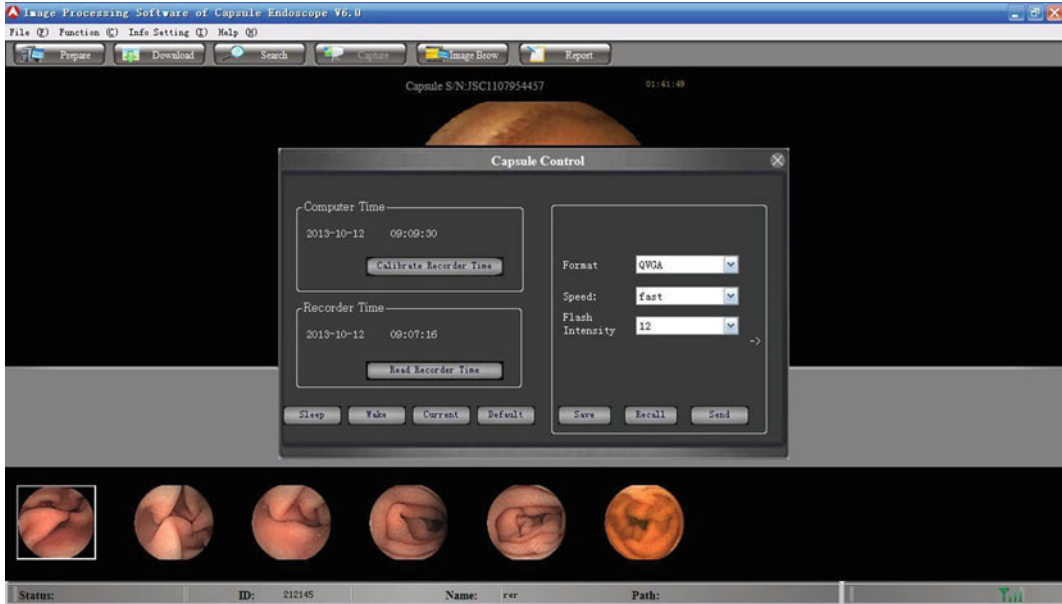 Image Processing Software of Capsule Endoscope V6.0
File (F) Function (C) Info Setting (I) Help (H)
Prepare Download Search Capture Image Brow Report
Capsule S/N:JSC1107954457 01:41:49
Capsule Control
Computer Time
2013-10-12 09:09:30
Calibrate Recorder Time
Recorder Time
2013-10-12 09:07:16
Read Recorder Time
Sleep Wake Current Default
Format QVGA
Speed: fast
Flash
Intensity 12
->
Save Recall Send
Status: ID: 212145 Name: rer Path: